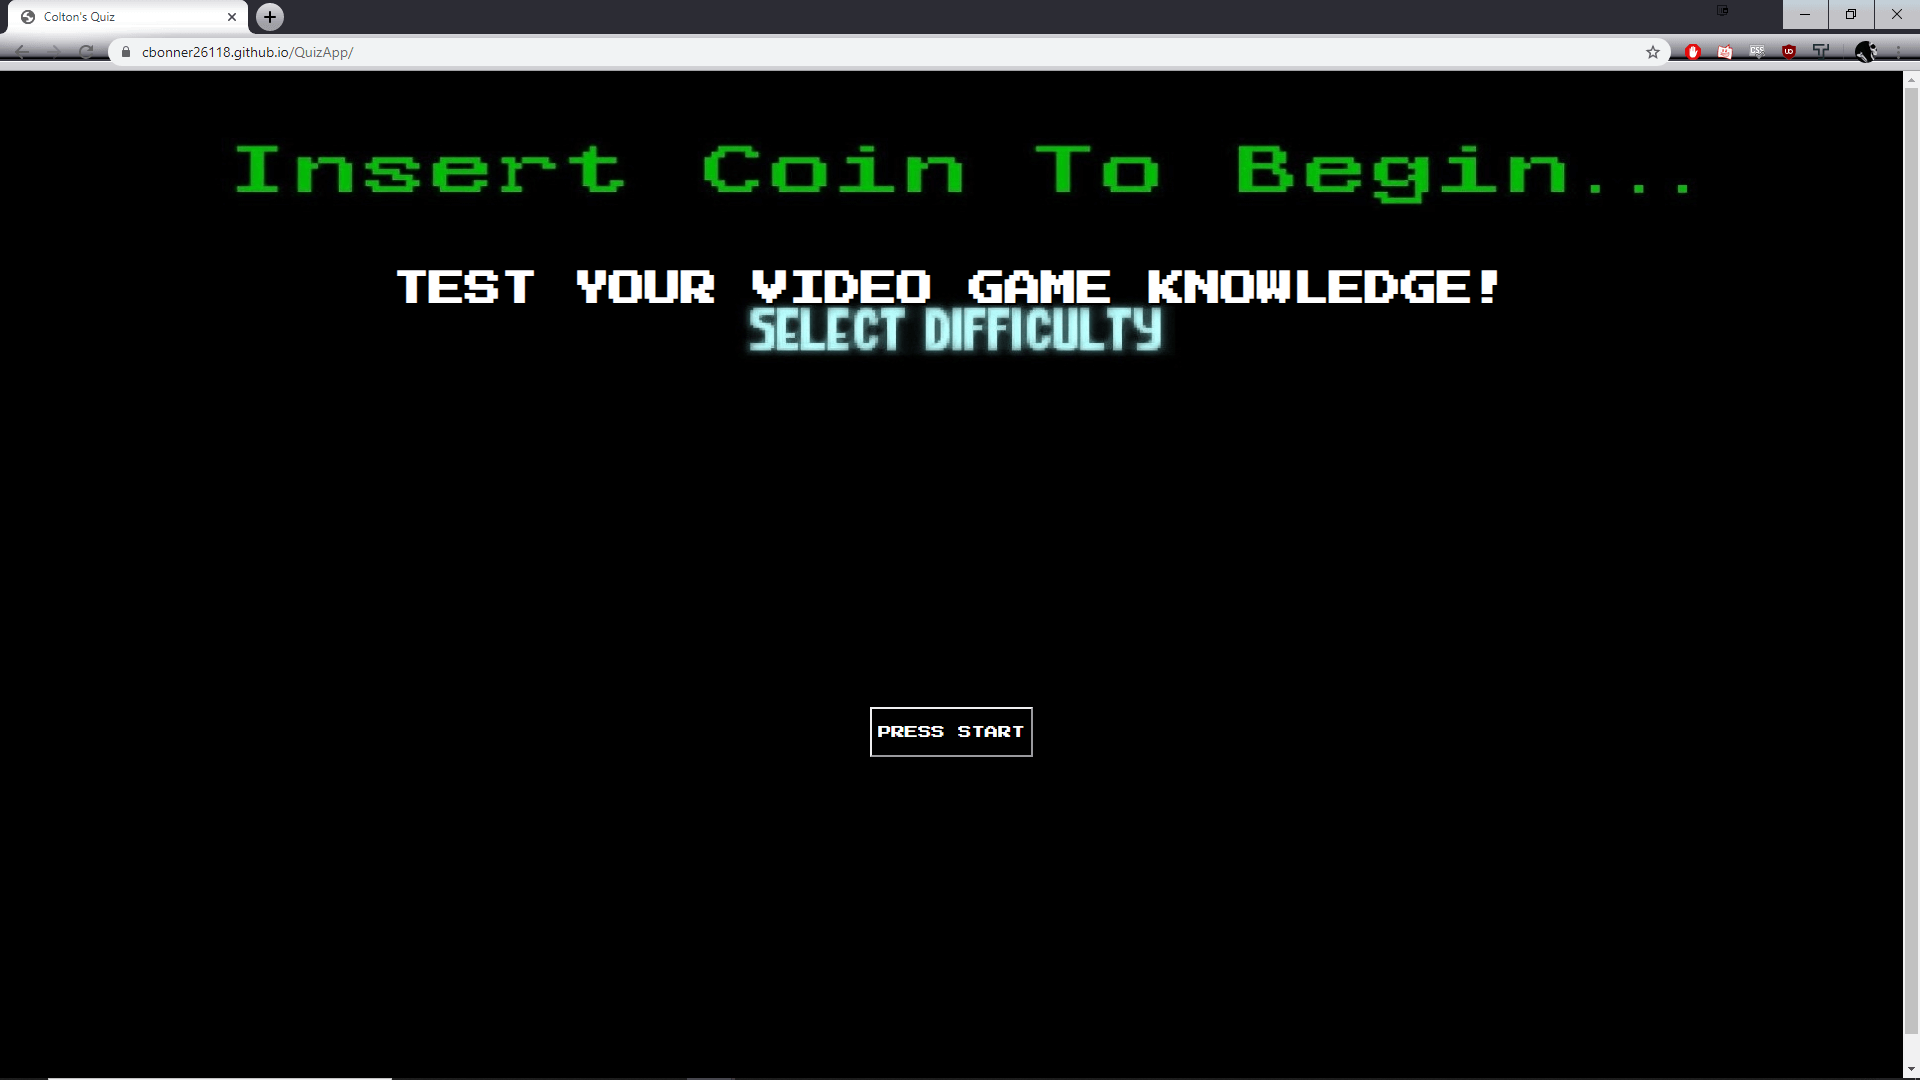 Colton's Quiz
cbonner26118.github.io/QuizApp/
Insert Coin To Begin...
TEST YOUR VIDEO GAME KNOWLEDGE!
SELECT DIFFICULTY
PRESS START